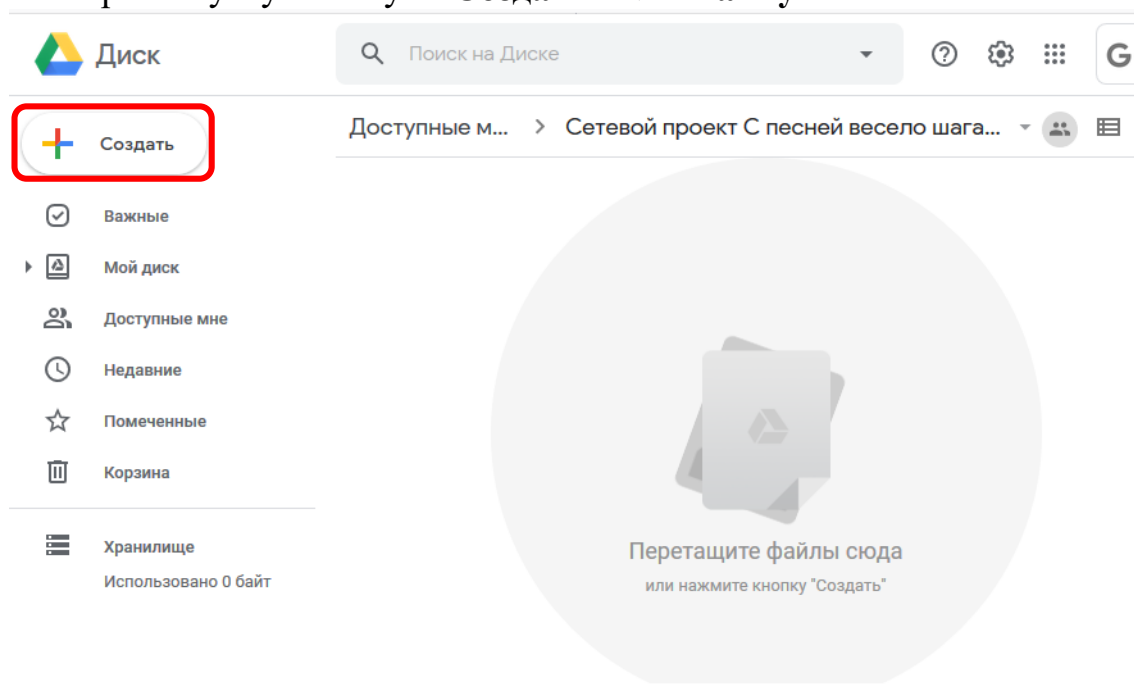 Диск
Поиск на Диске
G
Создать
Доступные м... > Сетевой проект С песней весело шага...
Важные
Мой диск
Доступные мне
Недавние
Помеченные
Корзина
Хранилище
Использовано 0 байт
Перетащите файлы сюда
или нажмите кнопку "Создать"